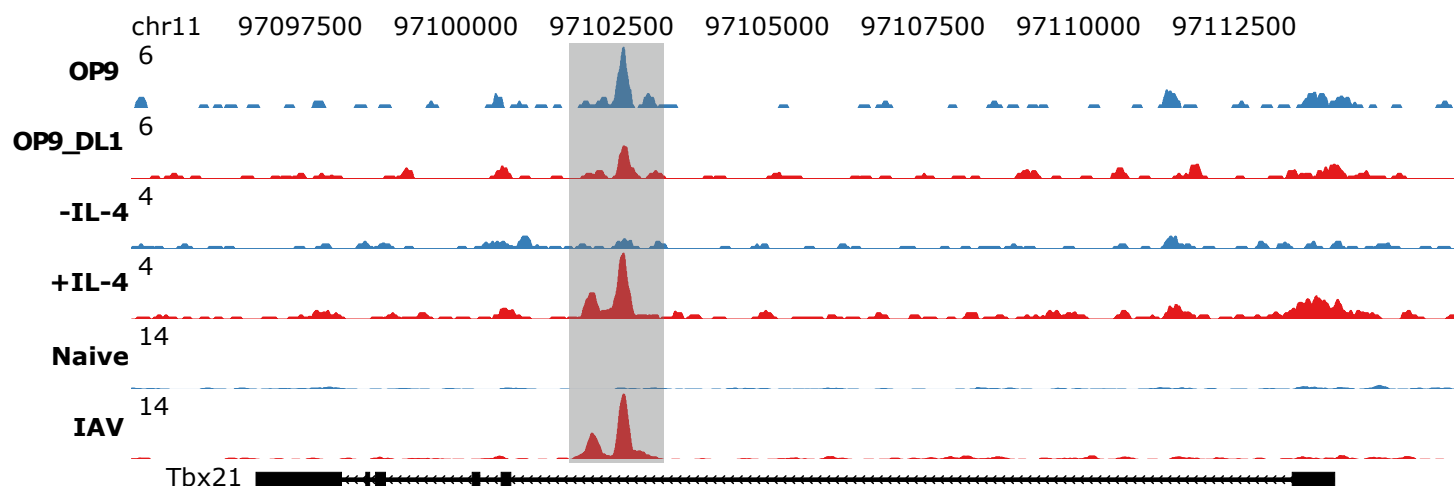 chr11 97097500 97100000 97102500 97105000 97107500 97110000 97112500
OP9 6
OP9_DL1 6
-IL-4 4
+IL-4 4
Naive 14
IAV 14
Tbx21